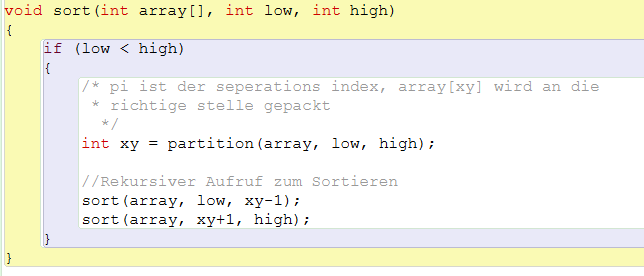 void sort(int array[], int low, int high)
{
if (low < high)
{
/* pi ist der seperations index, array[xy] wird an die
* richtige stelle gepackt
*/
int xy = partition(array, low, high);
//Rekursiver Aufruf zum Sortieren
sort(array, low, xy-1);
sort(array, xy+1, high);
}
}